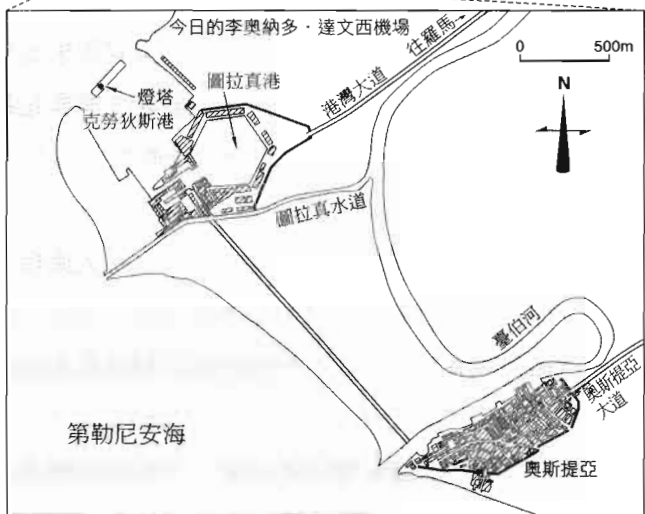 今日的李奧納多．達文西機場
往羅馬
0 500m
圖拉真港
港灣大道
燈塔
克勞狄斯港
N
圖拉真水道
臺伯河
奧斯提亞
大道
第勒尼安海
奧斯提亞